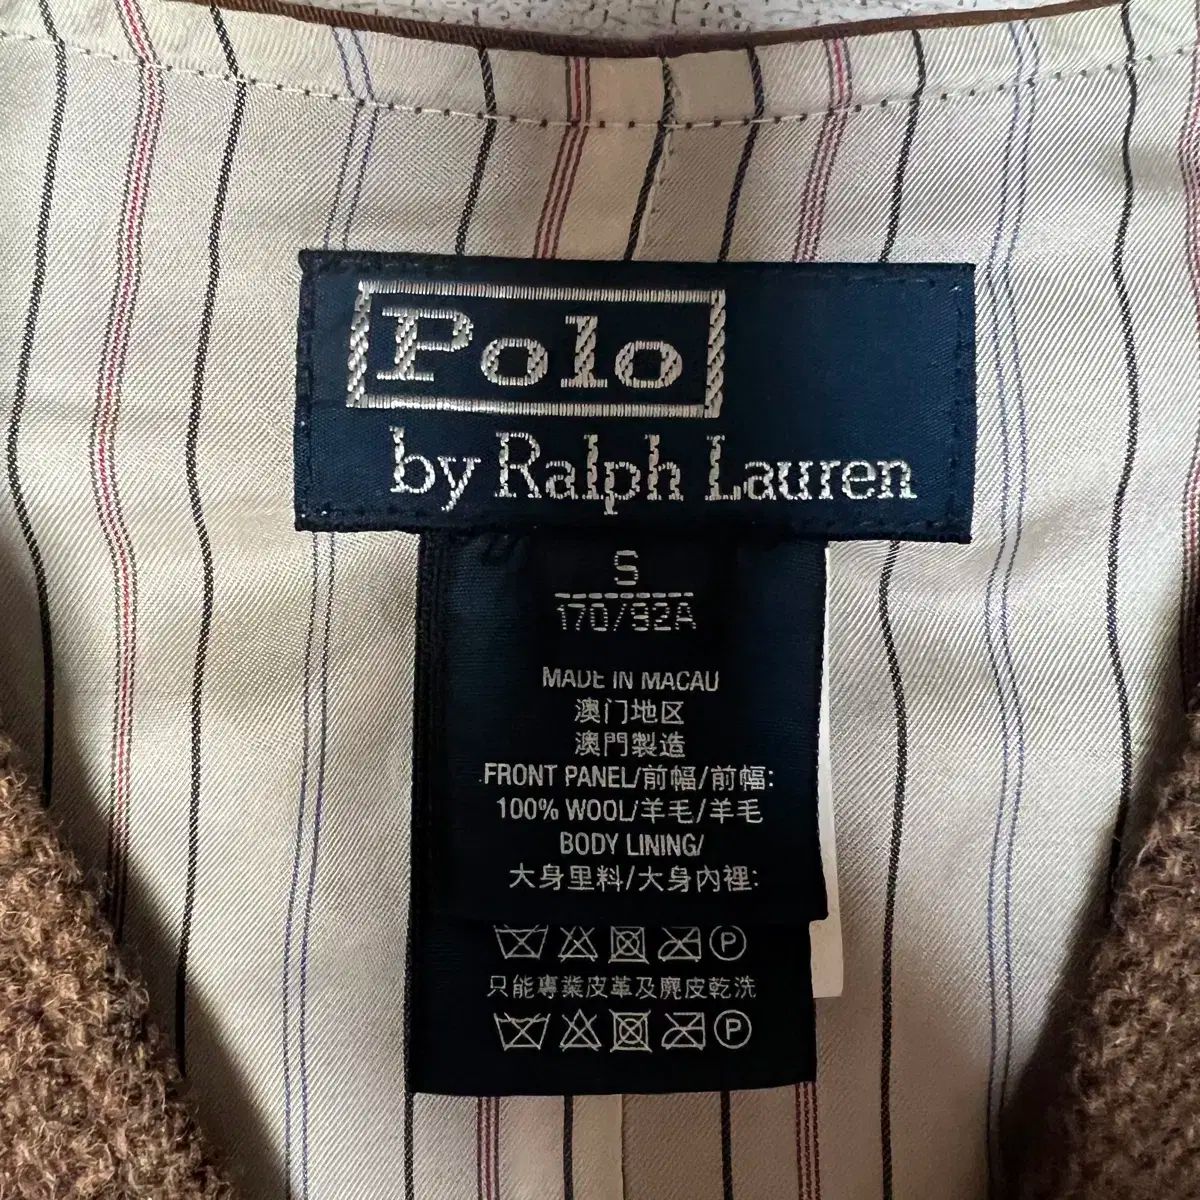 Polo
by Ralph Lauren
S
170/92A
MADE IN MACAU
澳门地区
澳門製造
FRONT PANEL/前幅/前幅:
100% WOOL/羊毛/羊毛
BODY LINING/
大身里料/大身內裡:
P
只能專業皮革及麂皮乾洗
P